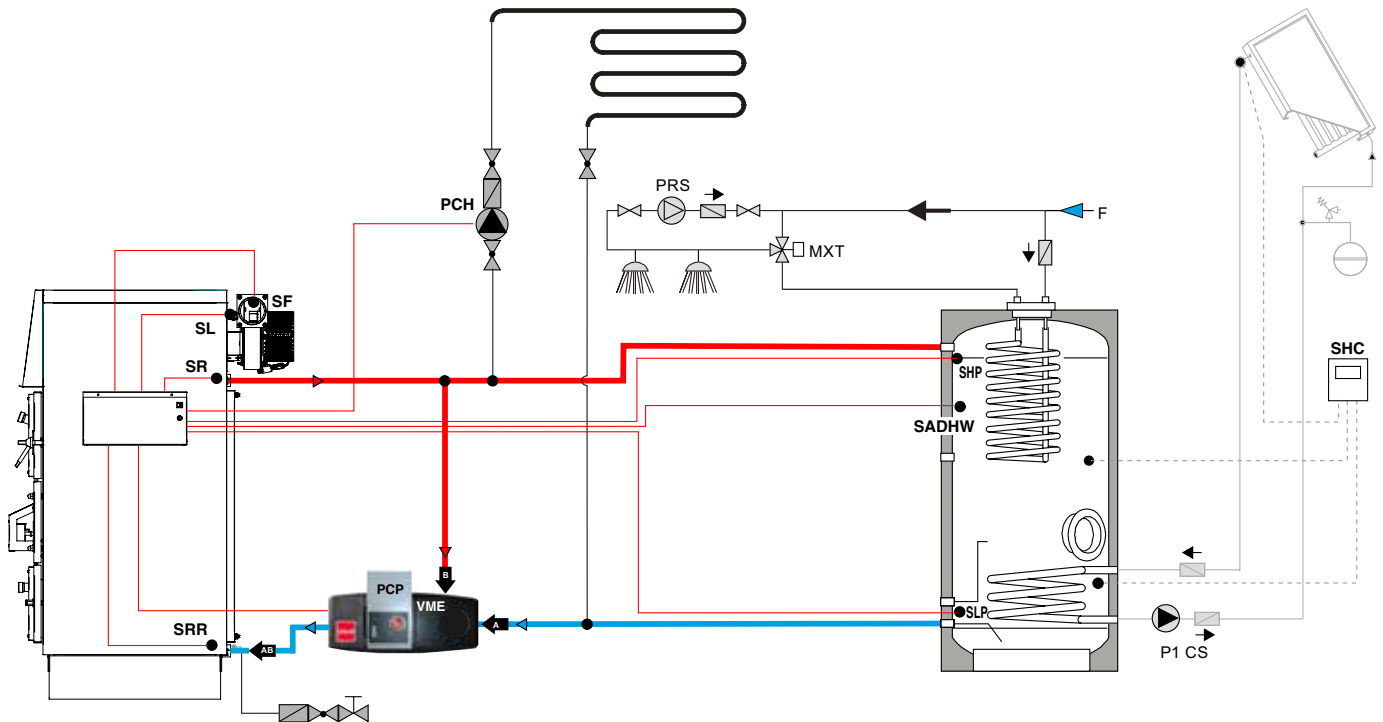 PRS
PCH
F
MXT
SF
SL
SR
SHP
SHC
SADHW
B
PCP
VME
SLP
A
SRR
AB
P1 CS